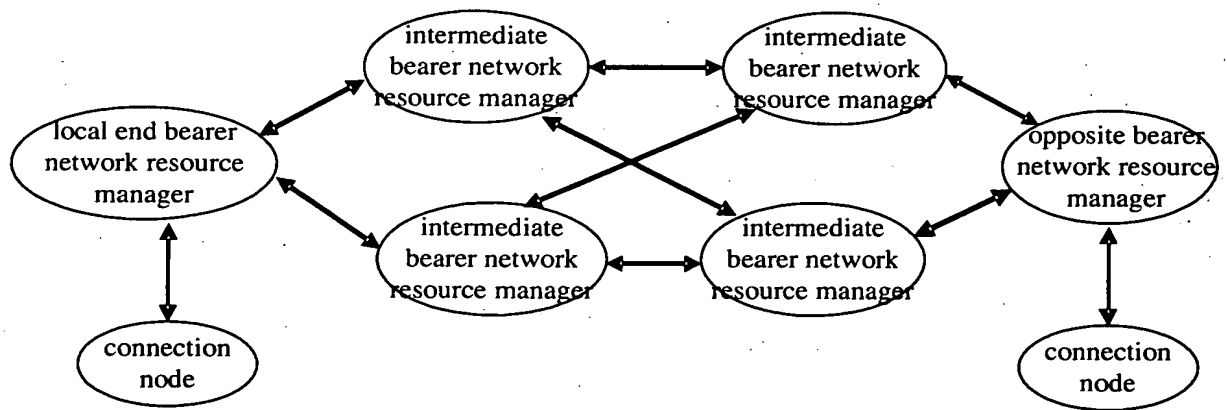 intermediate
bearer network
resource manager
intermediate
bearer network
resource manager
local end bearer
network resource
manager
opposite bearer
network resource
manager
intermediate
bearer network
resource manager
intermediate
bearer network
resource manager
connection
node
connection
node